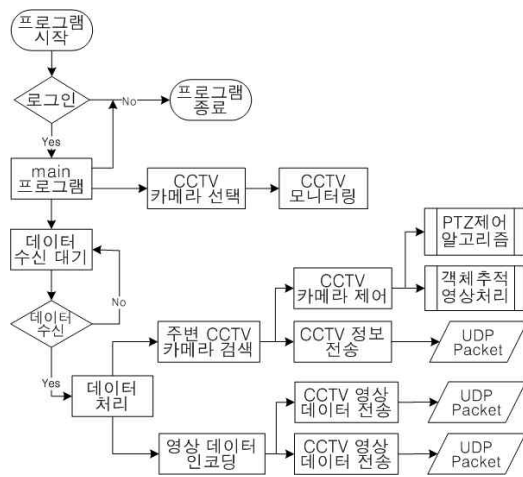 프로그램
시작
로그인
No
프로그램
종료
Yes
main
프로그램
CCTV
카메라 선택
CCTV
모니터링
데이터
수신 대기
No
데이터
수신
Yes
데이터
처리
주변 CCTV
카메라 검색
CCTV
카메라 제어
PTZ제어
알고리즘
객체추적
영상처리
CCTV 정보
전송
UDP
Packet
영상 데이터
인코딩
CCTV 영상
데이터 전송
UDP
Packet
CCTV 영상
데이터 전송
UDP
Packet